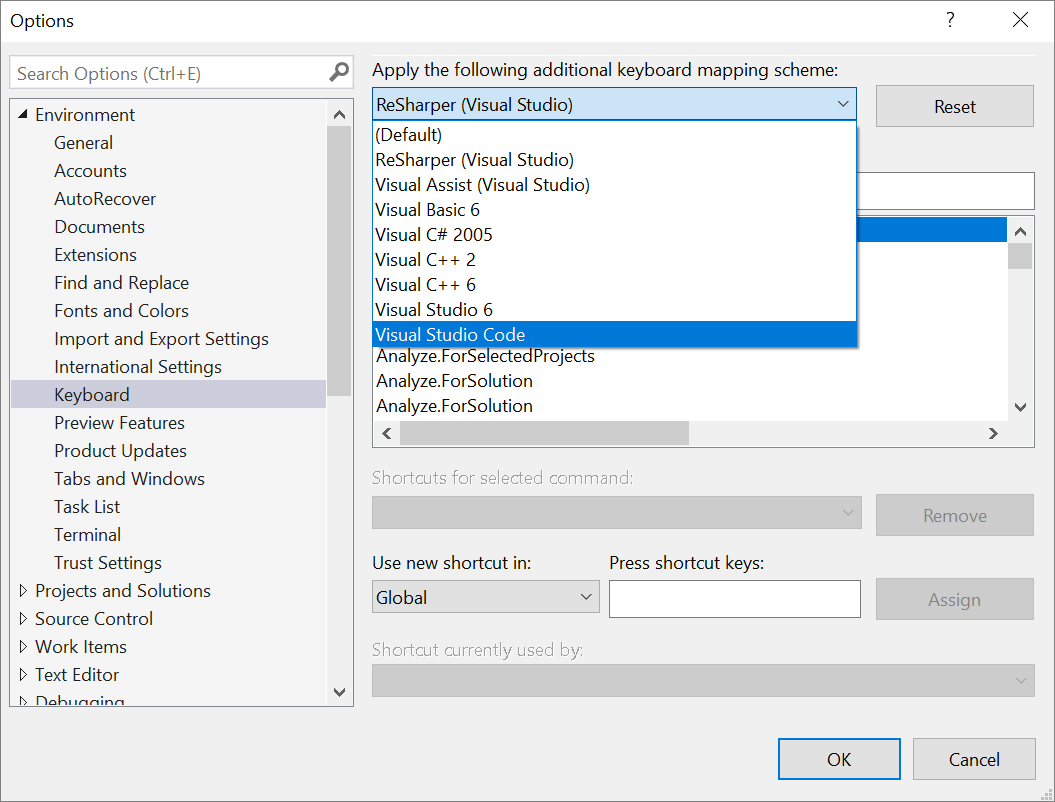 Options
?
Search Options (Ctrl+E)
Environment
General
Accounts
AutoRecover
Documents
Extensions
Find and Replace
Fonts and Colors
Import and Export Settings
International Settings
Keyboard
Preview Features
Product Updates
Tabs and Windows
Task List
Terminal
Trust Settings
Projects and Solutions
Source Control
Work Items
Text Editor
Debugging
Apply the following additional keyboard mapping scheme:
ReSharper (Visual Studio)
Reset
(Default)
ReSharper (Visual Studio)
Visual Assist (Visual Studio)
Visual Basic 6
Visual C# 2005
Visual C++ 2
Visual C++ 6
Visual Studio 6
Visual Studio Code
Analyze.ForSelectedProjects
Analyze.ForSolution
Analyze.ForSolution
Shortcuts for selected command:
Remove
Use new shortcut in:
Press shortcut keys:
Global
Assign
Shortcut currently used by:
OK
Cancel